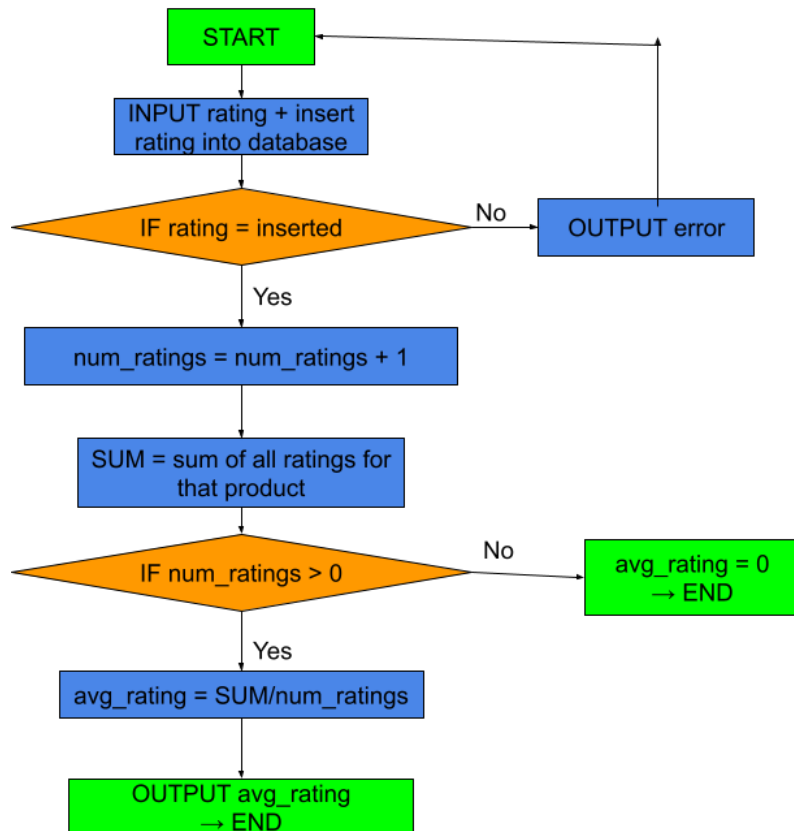 START
INPUT rating + insert
rating into database
IF rating = inserted
No
OUTPUT error
Yes
num_ratings = num_ratings + 1
SUM = sum of all ratings for
that product
IF num_ratings > 0
No
avg_rating = 0
→ END
Yes
avg_rating = SUM/num_ratings
OUTPUT avg_rating
→ END